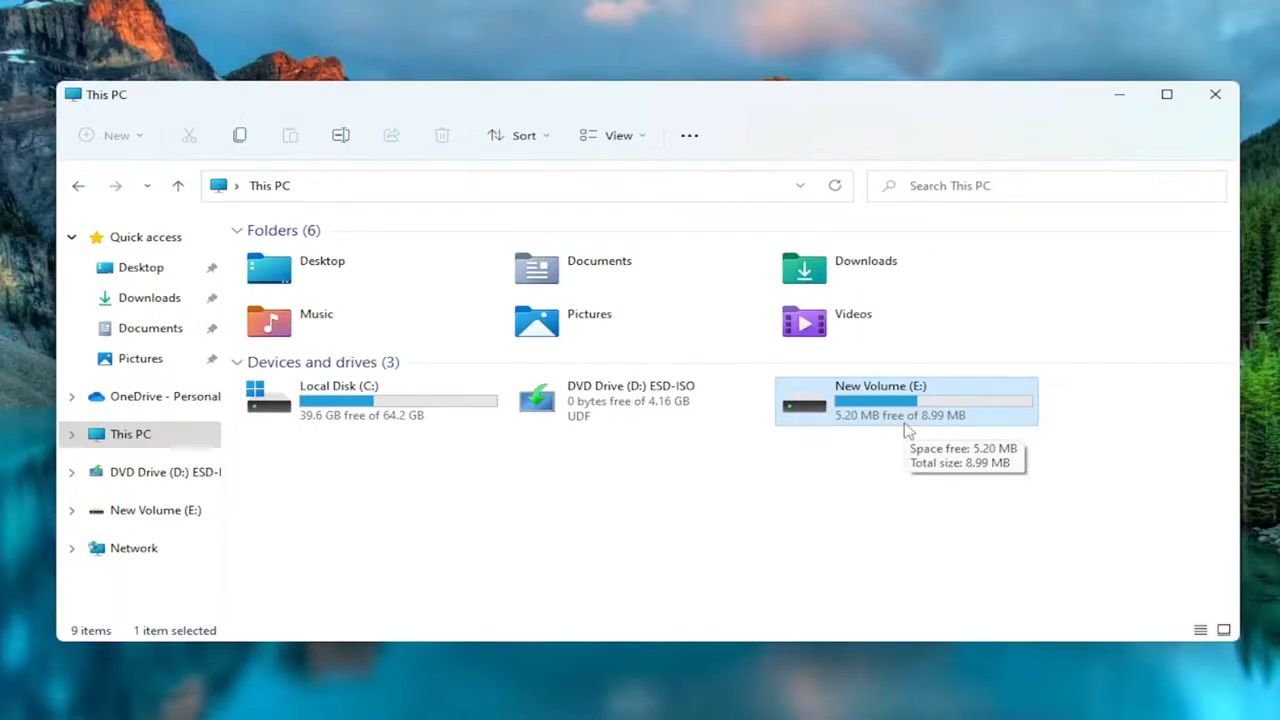 This PC
New
Sort
View
This PC
Search This PC
Quick access
Desktop
Downloads
Documents
Pictures
OneDrive - Personal
This PC
DVD Drive (D:) ESD-I
New Volume (E:)
Network
Folders (6)
Desktop
Documents
Downloads
Music
Pictures
Videos
Devices and drives (3)
Local Disk (C:)
39.6 GB free of 64.2 GB
DVD Drive (D:) ESD-ISO
0 bytes free of 4.16 GB
UDF
New Volume (E:)
5.20 MB free of 8.99 MB
Space free: 5.20 MB
Total size: 8.99 MB
9 items
1 item selected